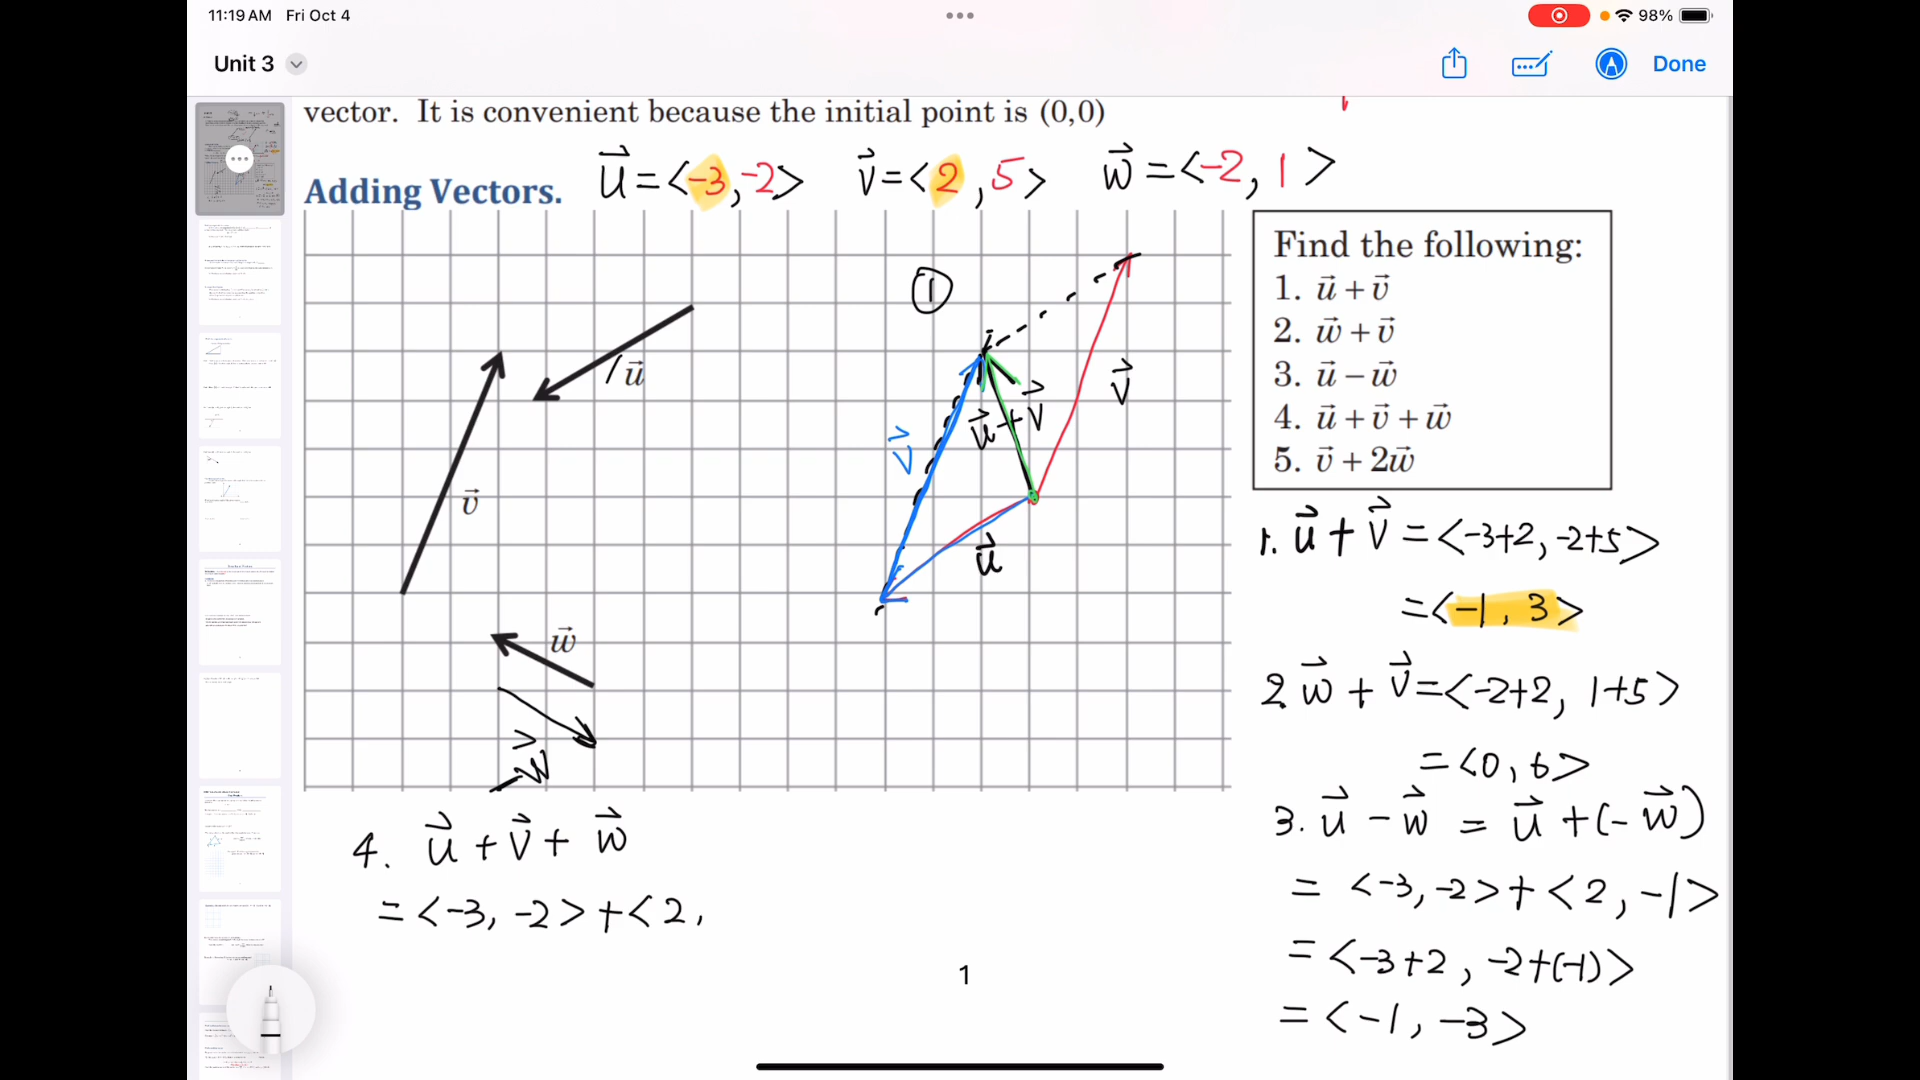 11:19 AM Fri Oct 4
98%
Unit 3
Done
vector. It is convenient because the initial point is (0,0)
Adding Vectors. u⃗ = <-3, -2> v⃗ = <2, 5> w⃗ = <-2, 1>
Find the following:
1. u⃗ + v⃗
2. w⃗ + v⃗
3. u⃗ − w⃗
4. u⃗ + v⃗ + w⃗
5. v⃗ + 2w⃗
u⃗
v⃗
w⃗
-w⃗
①
v⃗
u⃗ + v⃗
v⃗
u⃗
1. u⃗ + v⃗ = <-3+2, -2+5>
= <-1, 3>
2. w⃗ + v⃗ = <-2+2, 1+5>
= <0, 6>
3. u⃗ - w⃗ = u⃗ + (-w⃗)
= <-3, -2> + <2, -1>
= <-3+2, -2+(-1)>
= <-1, -3>
4. u⃗ + v⃗ + w⃗
= <-3, -2> + <2,
1